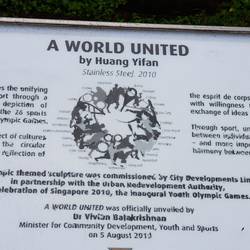 A WORLD UNITED
by Huang Yifan
Stainless Steel, 2010
es the unifying
ort through a
depiction of
the 26 sports
ympic Games.
ect of cultures
the circular
reflection of
the esprit de corps
with willingness
exchange of ideas
Through sport, un
between individu
- and more impo
harmony between
pic themed sculpture was commissioned by City Developments Lim
in partnership with the Urban Redevelopment Authority,
elebration of Singapore 2010, the inaugural Youth Olympic Games.
A WORLD UNITED was officially unveiled by
Dr Vivian Balakrishnan
Minister for Community Development, Youth and Sports
on 5 August 2010